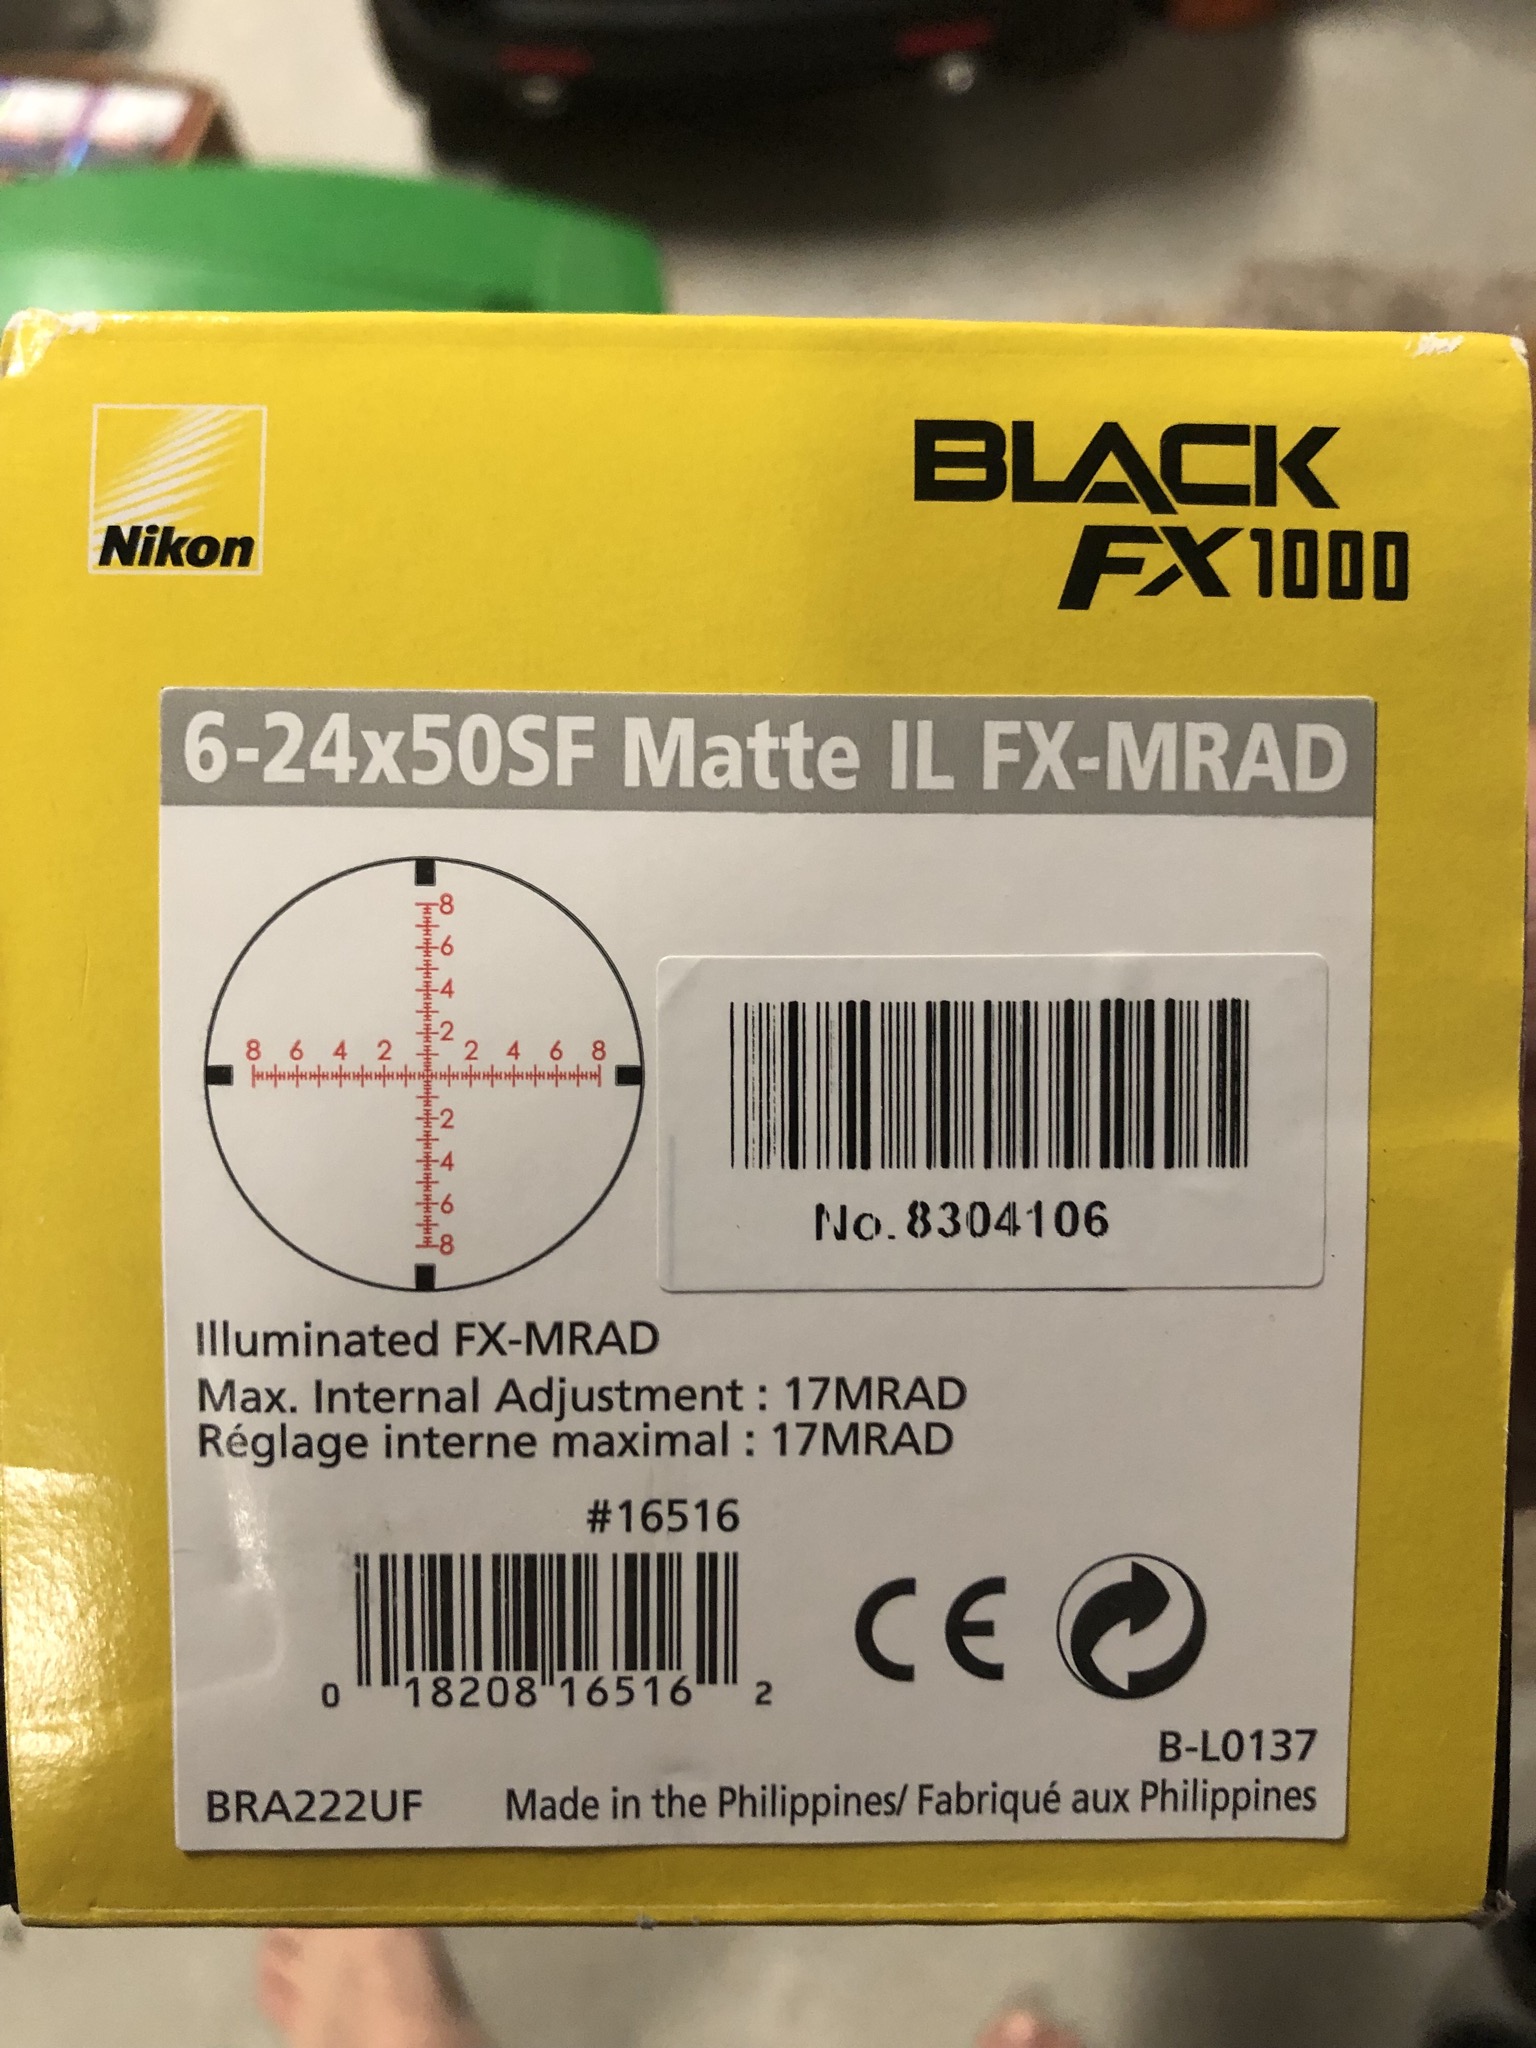 Nikon
BLACK
FX1000
6-24x50SF Matte IL FX-MRAD
8
6
4
2
8 6 4 2 2 4 6 8
2
4
6
8
No. 8304106
Illuminated FX-MRAD
Max. Internal Adjustment : 17MRAD
Réglage interne maximal : 17MRAD
#16516
0 18208 16516 2
CE
B-L0137
BRA222UF Made in the Philippines/ Fabriqué aux Philippines